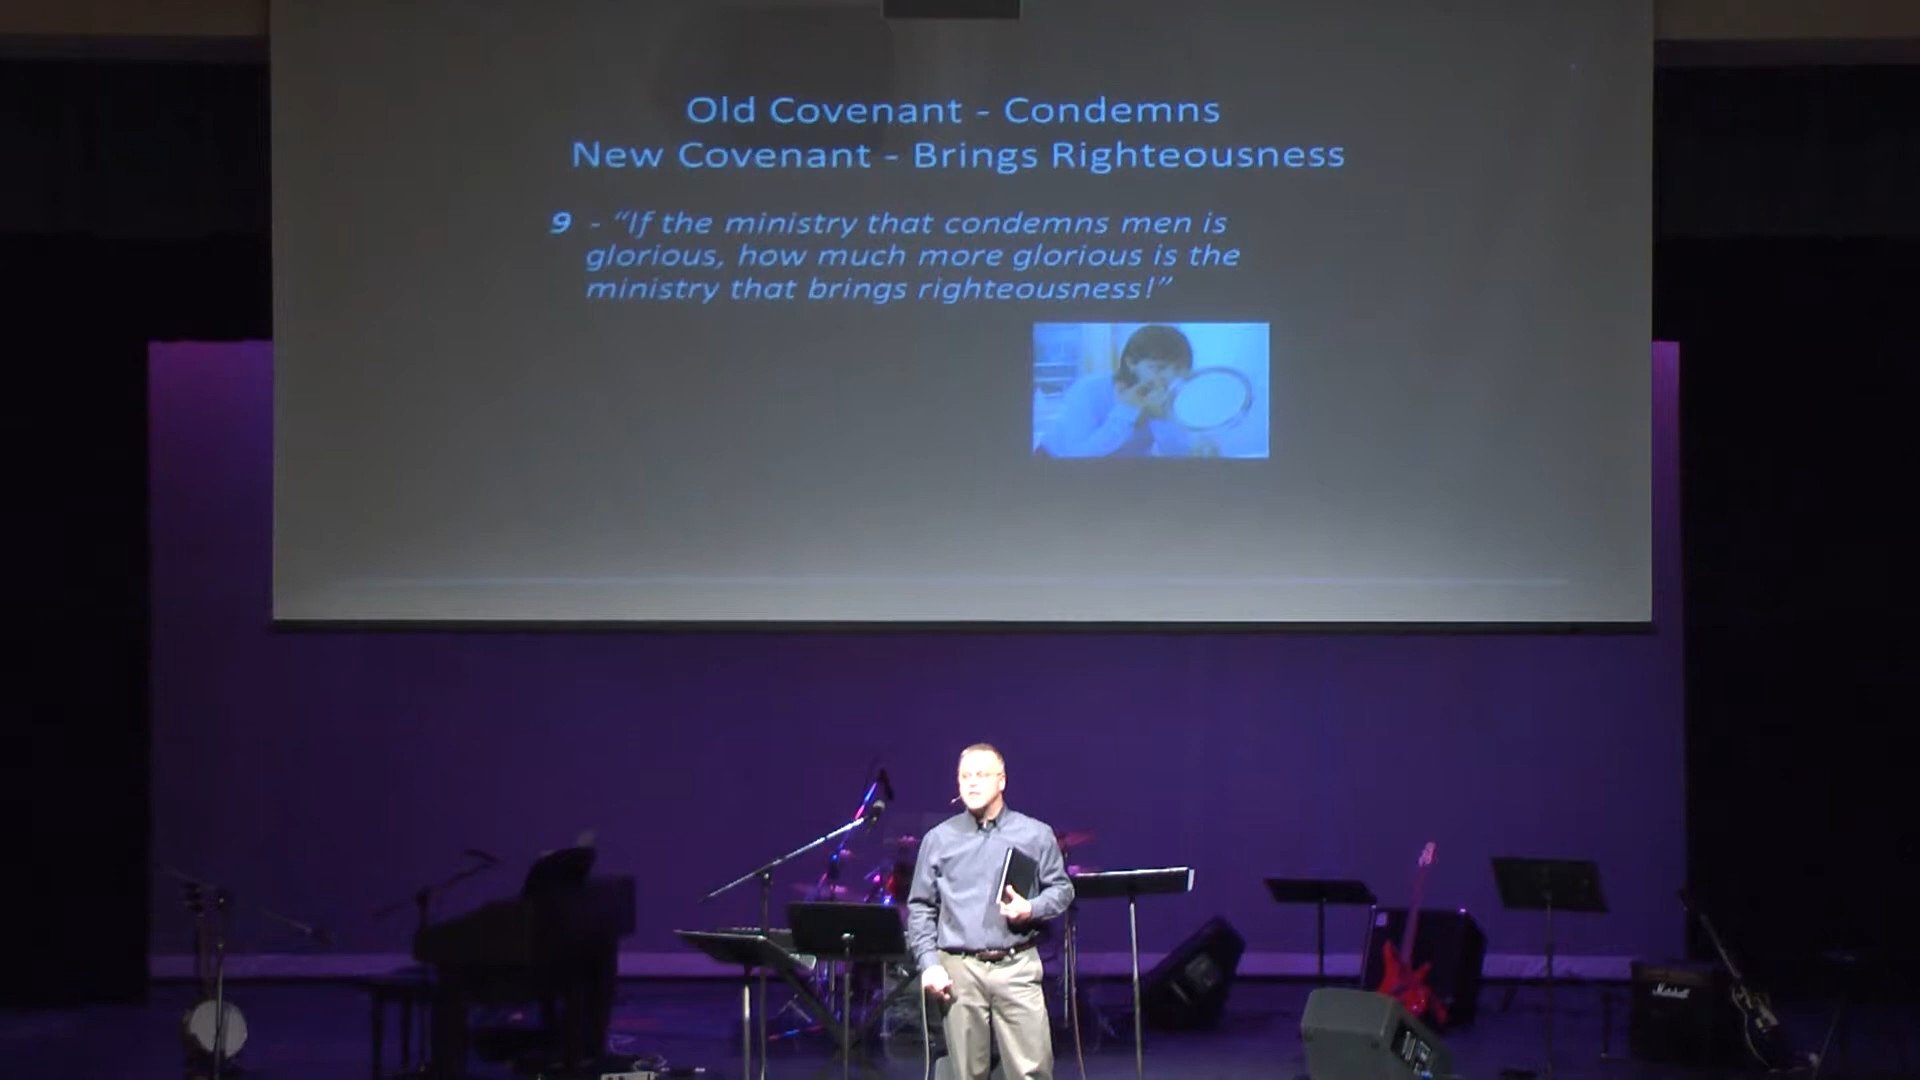 Old Covenant - Condemns
New Covenant - Brings Righteousness
9 - “If the ministry that condemns men is
glorious, how much more glorious is the
ministry that brings righteousness!”
Marshall